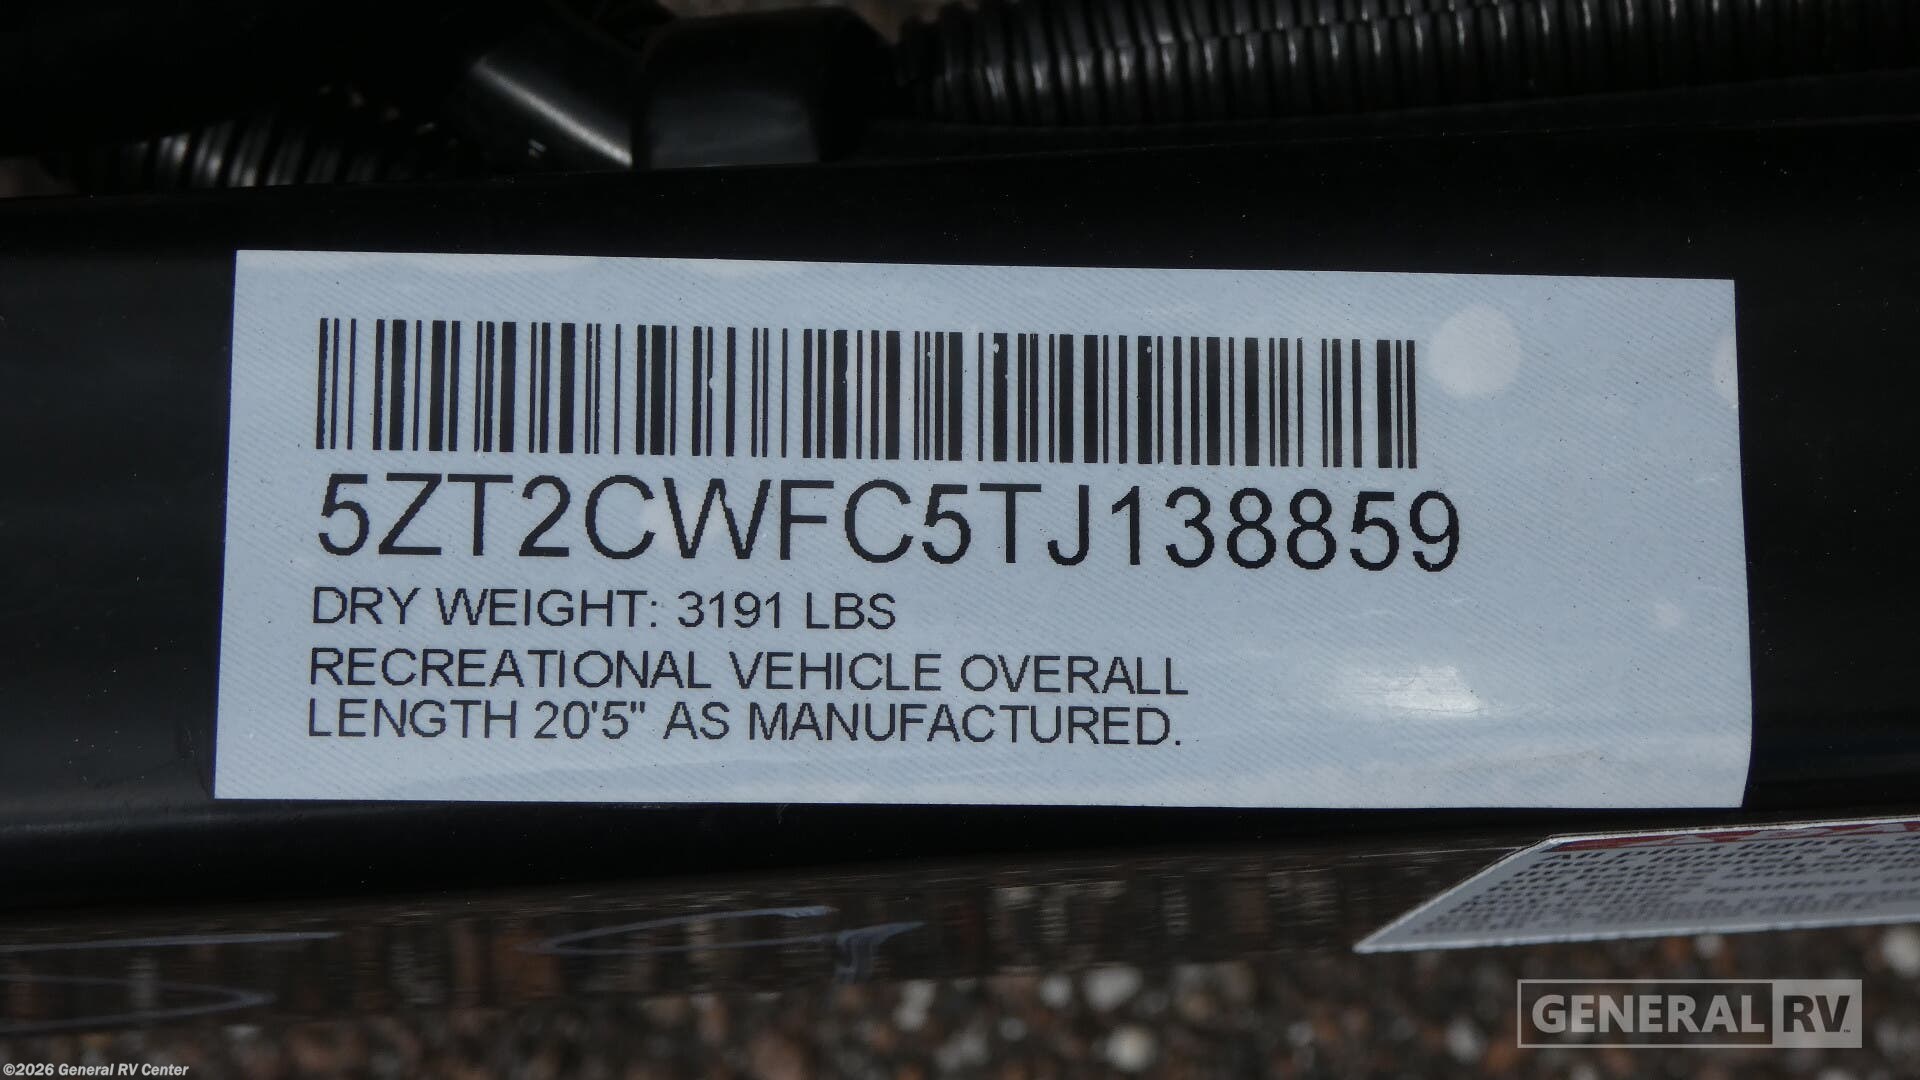 5ZT2CWFC5TJ138859
DRY WEIGHT: 3191 LBS
RECREATIONAL VEHICLE OVERALL
LENGTH 20'5" AS MANUFACTURED.
GENERAL RV
©2026 General RV Center